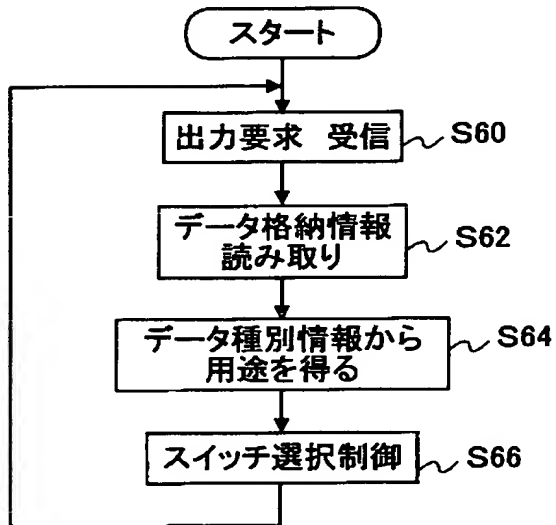 スタート
出力要求 受信
S60
データ格納情報
読み取り
S62
データ種別情報から
用途を得る
S64
スイッチ選択制御
S66